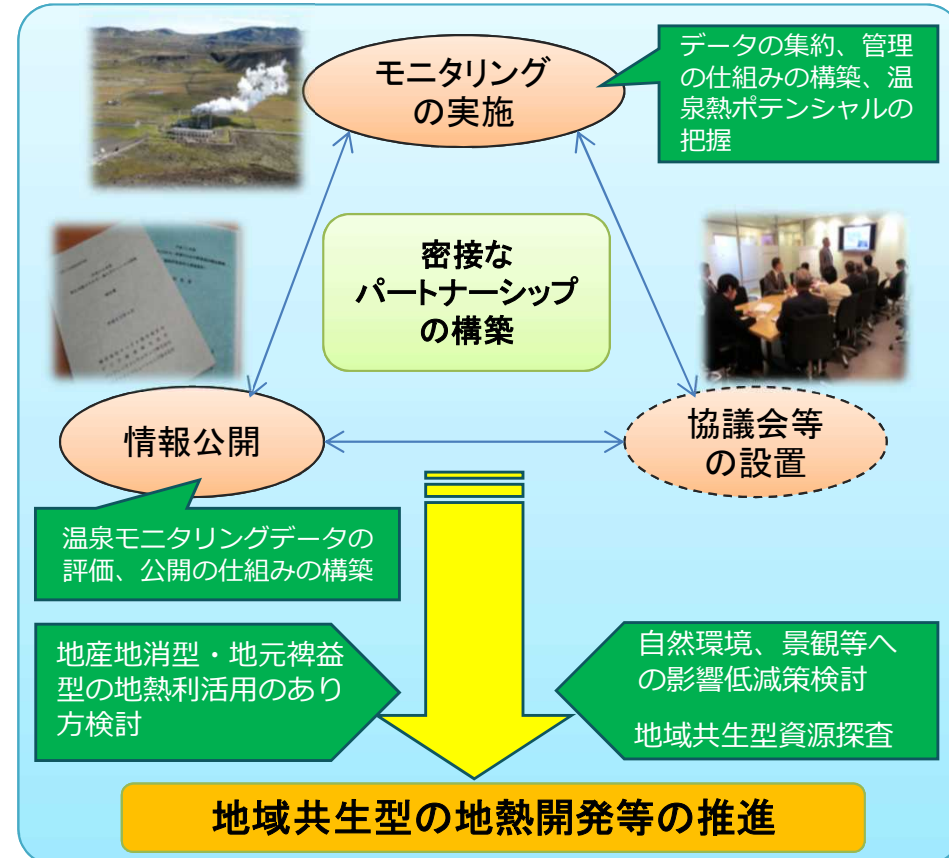 モニタリング
の実施
データの集約、管理
の仕組みの構築、温
泉熱ポテンシャルの
把握
密接な
パートナーシップ
の構築
情報公開
協議会等
の設置
温泉モニタリングデータの
評価、公開の仕組みの構築
地産地消型・地元裨益
型の地熱利活用のあり
方検討
自然環境、景観等へ
の影響低減策検討
地域共生型資源探査
地域共生型の地熱開発等の推進